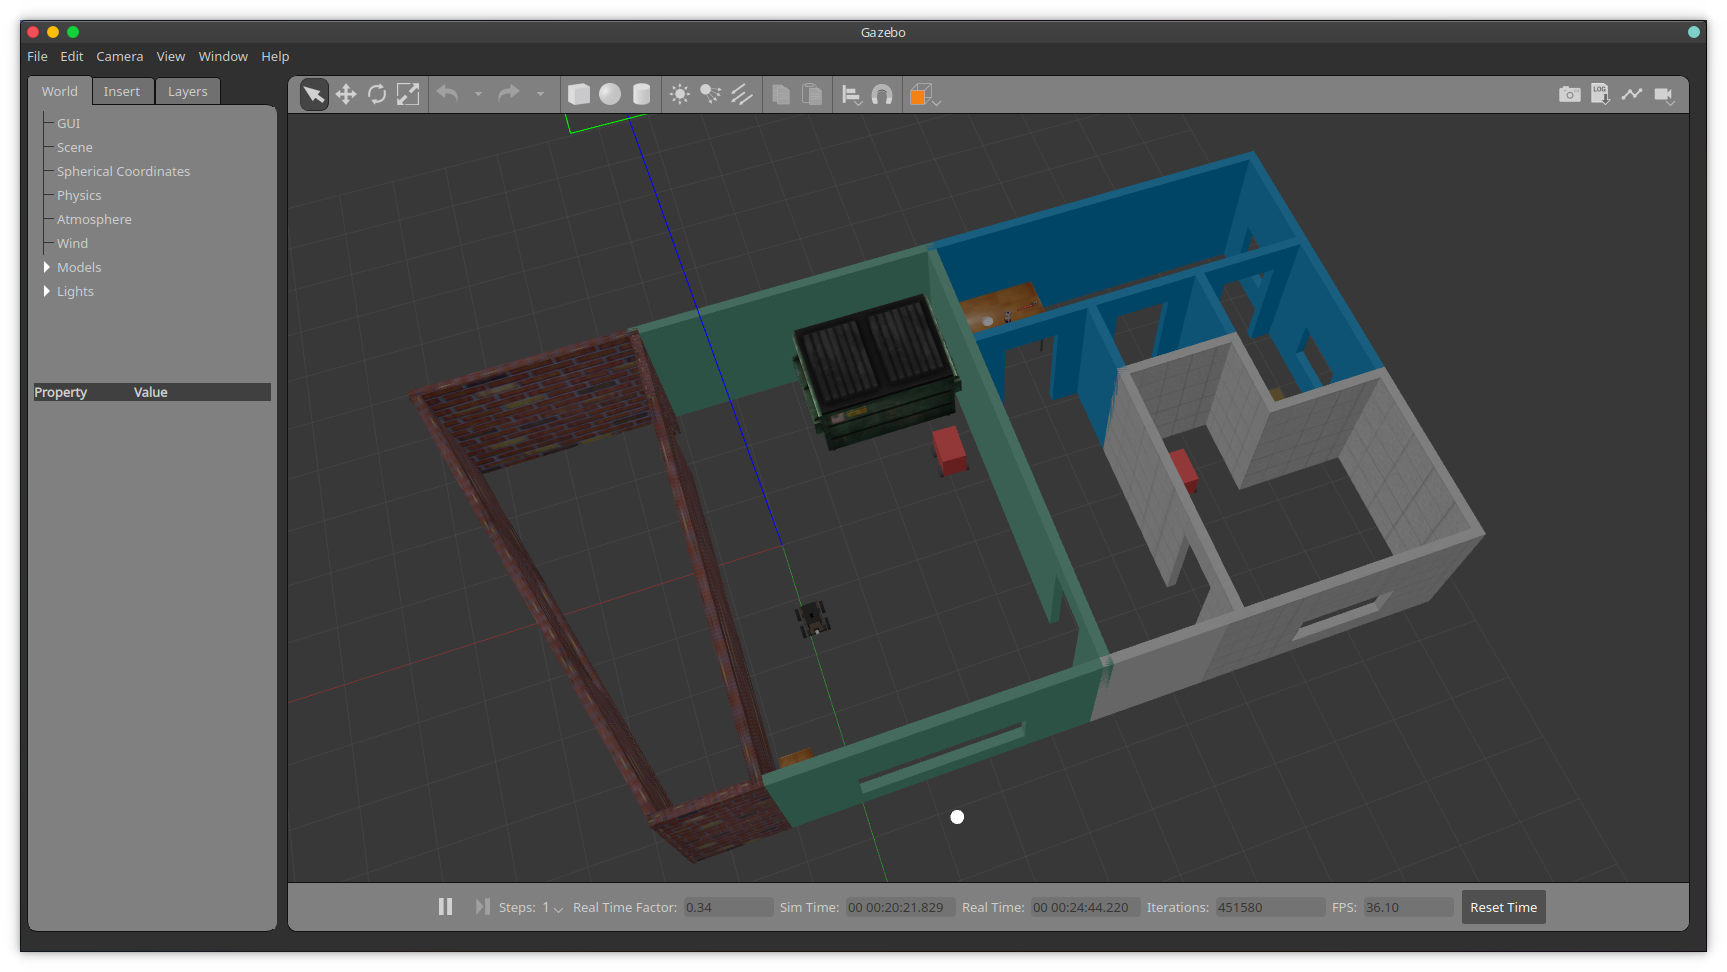 Gazebo
File Edit Camera View Window Help
World Insert Layers
LOG
GUI
Scene
Spherical Coordinates
Physics
Atmosphere
Wind
Models
Lights
Property Value
Steps: 1 Real Time Factor: 0.34 Sim Time: 00 00:20:21.829 Real Time: 00 00:24:44.220 Iterations: 451580 FPS: 36.10 Reset Time